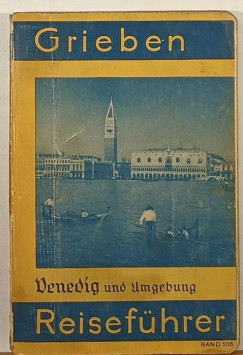 Grieben
Venedig und Umgebung
Reiseführer
BAND 106